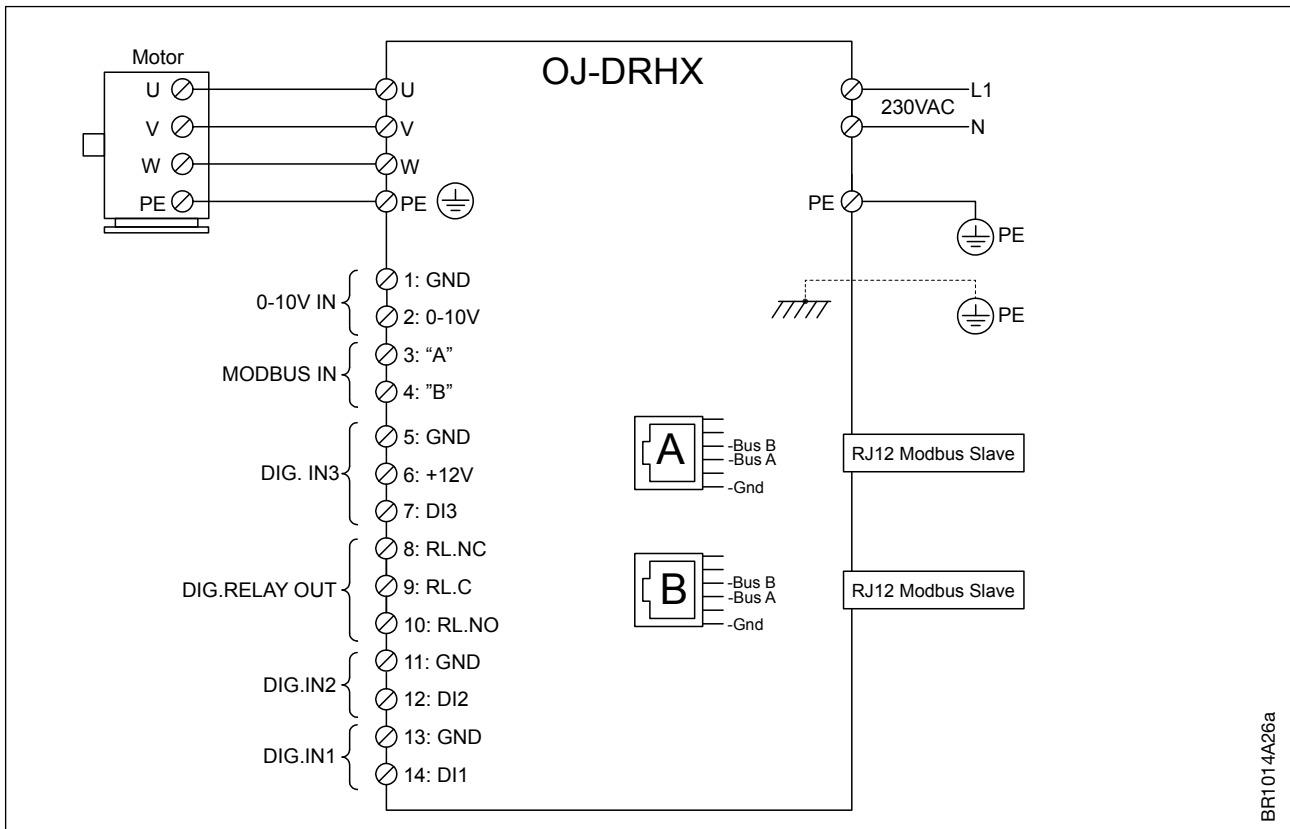 OJ-DRHX
Motor
U
V
W
PE
U
V
W
PE
L1
230VAC
N
PE
PE
PE
0-10V IN
1: GND
2: 0-10V
MODBUS IN
3: “A”
4: ”B”
DIG. IN3
5: GND
6: +12V
7: DI3
DIG.RELAY OUT
8: RL.NC
9: RL.C
10: RL.NO
DIG.IN2
11: GND
12: DI2
DIG.IN1
13: GND
14: DI1
A
-Bus B
-Bus A
-Gnd
RJ12 Modbus Slave
B
-Bus B
-Bus A
-Gnd
RJ12 Modbus Slave
BR1014A26a